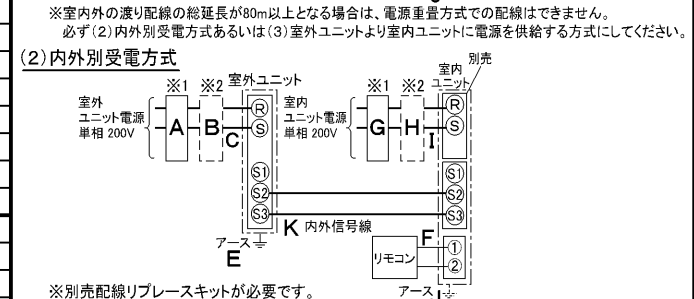 ※室内外の渡り配線の総延長が80m以上となる場合は、電源重畳方式での配線はできません。
必ず(2)内外別受電方式あるいは(3)室外ユニットより室内ユニットに電源を供給する方式にしてください。
(2)内外別受電方式
※1 ※2 室外ユニット
室外
ユニット電源
単相 200V
A B C
R
S
S1
S2
S3
アース
E
※1 ※2
室内
ユニット
別売
室内
ユニット電源
単相 200V
G H I
R
S
S1
S2
S3
K 内外信号線
F
リモコン
①
②
アース
※別売配線リプレースキットが必要です。